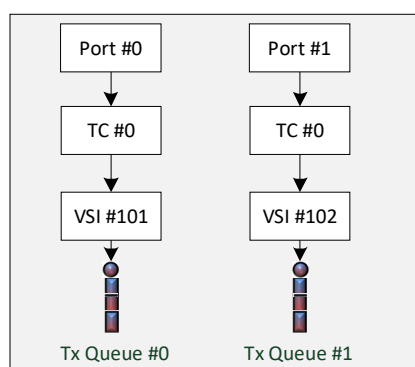 Port #0
Port #1
TC #0
TC #0
VSI #101
VSI #102
Tx Queue #0
Tx Queue #1